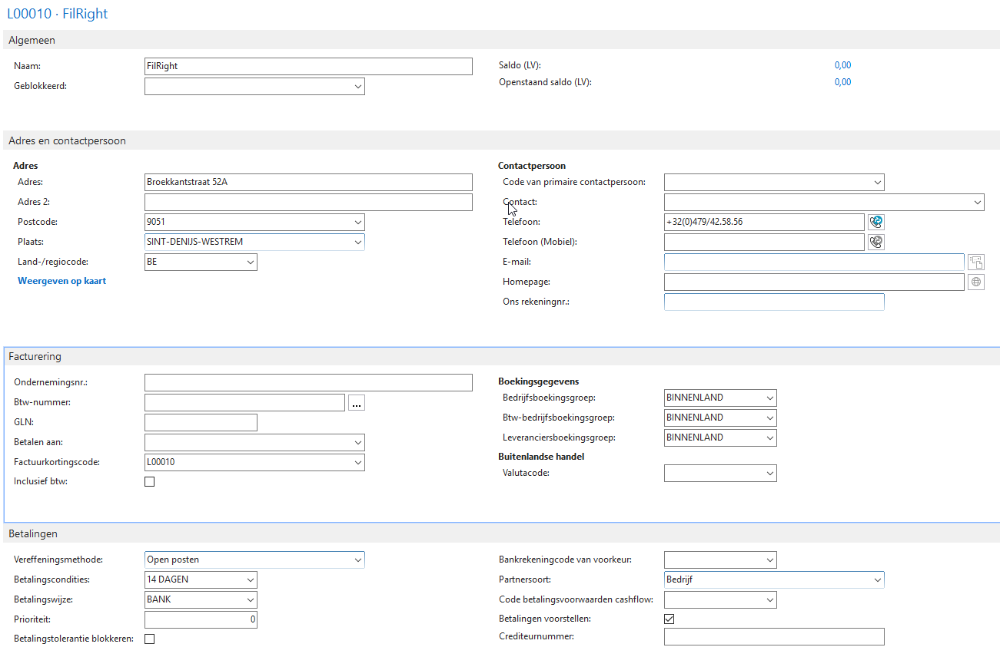 L00010 · FilRight
Algemeen
Naam: FilRight
Geblokkeerd:
Saldo (LV): 0,00
Openstaand saldo (LV): 0,00
Adres en contactpersoon
Adres
Adres: Broekkantstraat 52A
Adres 2:
Postcode: 9051
Plaats: SINT-DENIJS-WESTREM
Land-/regiocode: BE
Weergeven op kaart
Contactpersoon
Code van primaire contactpersoon:
Contact:
Telefoon: +32(0)479/42.58.56
Telefoon (Mobiel):
E-mail:
Homepage:
Ons rekeningnr.:
Facturering
Ondernemingsnr.:
Btw-nummer: ...
GLN:
Betalen aan:
Factuurkortingscode: L00010
Inclusief btw:
Boekingsgegevens
Bedrijfsboekingsgroep: BINNENLAND
Btw-bedrijfsboekingsgroep: BINNENLAND
Leveranciersboekingsgroep: BINNENLAND
Buitenlandse handel
Valutacode:
Betalingen
Vereffeningsmethode: Open posten
Betalingscondities: 14 DAGEN
Betalingswijze: BANK
Prioriteit: 0
Betalingstolerantie blokkeren:
Bankrekeningcode van voorkeur:
Partnersoort: Bedrijf
Code betalingsvoorwaarden cashflow:
Betalingen voorstellen:
Crediteurnummer: